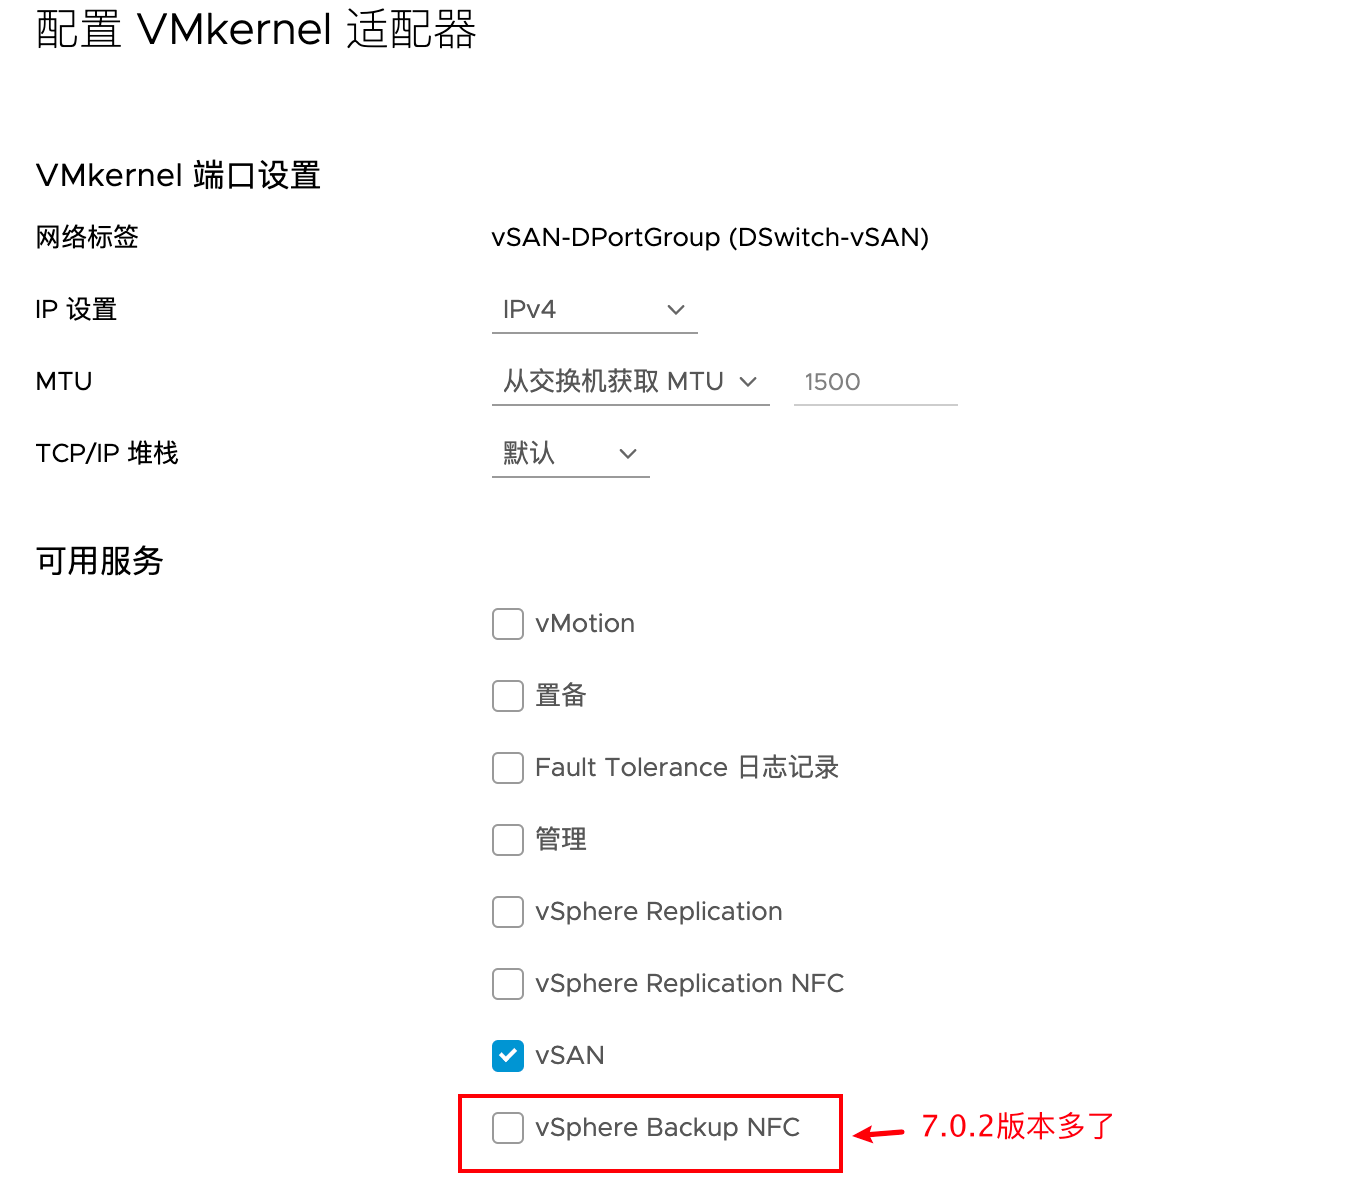 配置 VMkernel 适配器
VMkernel 端口设置
网络标签 vSAN-DPortGroup (DSwitch-vSAN)
IP 设置 IPv4
MTU 从交换机获取 MTU 1500
TCP/IP 堆栈 默认
可用服务
vMotion
置备
Fault Tolerance 日志记录
管理
vSphere Replication
vSphere Replication NFC
vSAN
vSphere Backup NFC 7.0.2版本多了